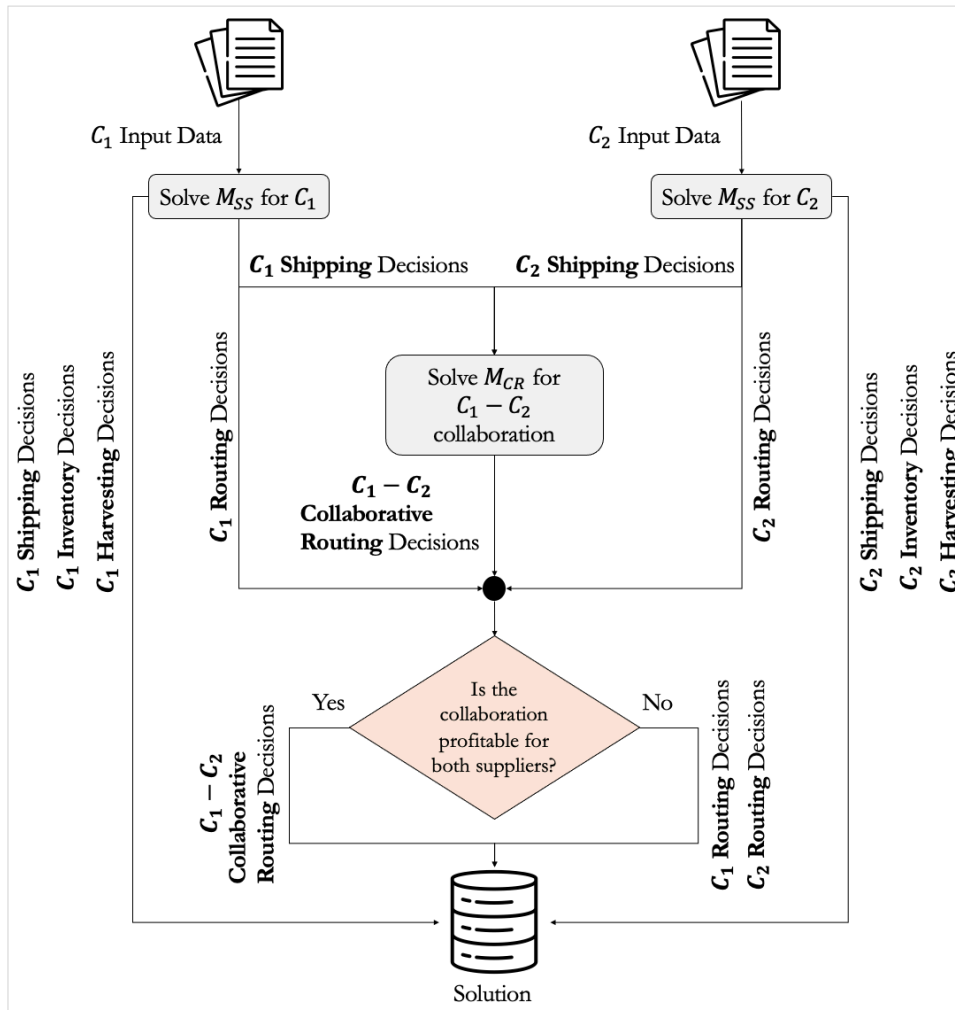 C₁ Input Data
C₂ Input Data
Solve M_SS for C₁
Solve M_SS for C₂
C₁ Shipping Decisions
C₂ Shipping Decisions
C₁ Shipping Decisions
C₁ Inventory Decisions
C₁ Harvesting Decisions
C₁ Routing Decisions
Solve M_CR for
C₁ − C₂
collaboration
C₂ Routing Decisions
C₂ Shipping Decisions
C₂ Inventory Decisions
C₂ Harvesting Decisions
C₁ − C₂
Collaborative
Routing Decisions
Yes
Is the
collaboration
profitable for
both suppliers?
No
C₁ − C₂
Collaborative
Routing Decisions
C₁ Routing Decisions
C₂ Routing Decisions
Solution